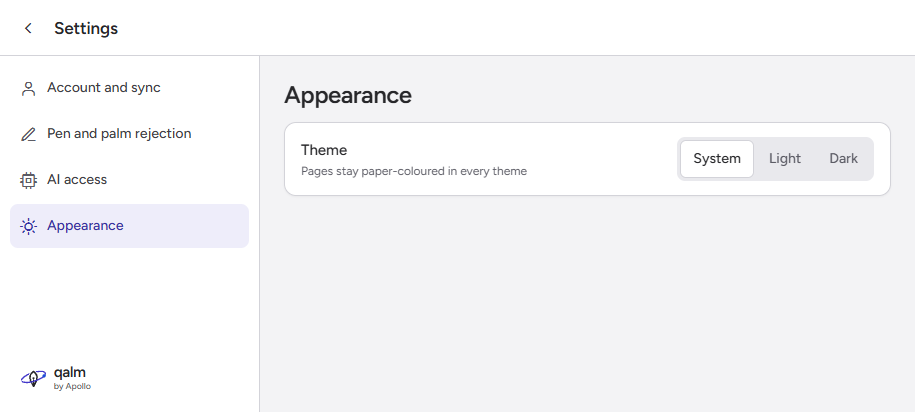 Settings
Account and sync
Pen and palm rejection
AI access
Appearance
qalm
by Apollo
Appearance
Theme
Pages stay paper-coloured in every theme
System Light Dark